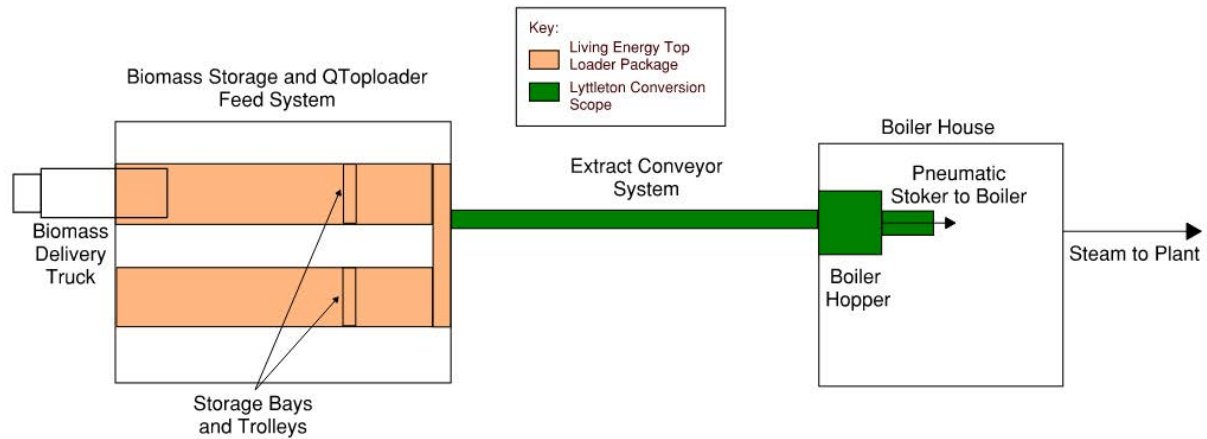 Key:
Living Energy Top
Loader Package
Lyttleton Conversion
Scope
Biomass Storage and QToploader
Feed System
Boiler House
Extract Conveyor
System
Pneumatic
Stoker to Boiler
Biomass
Delivery
Truck
Steam to Plant
Boiler
Hopper
Storage Bays
and Trolleys